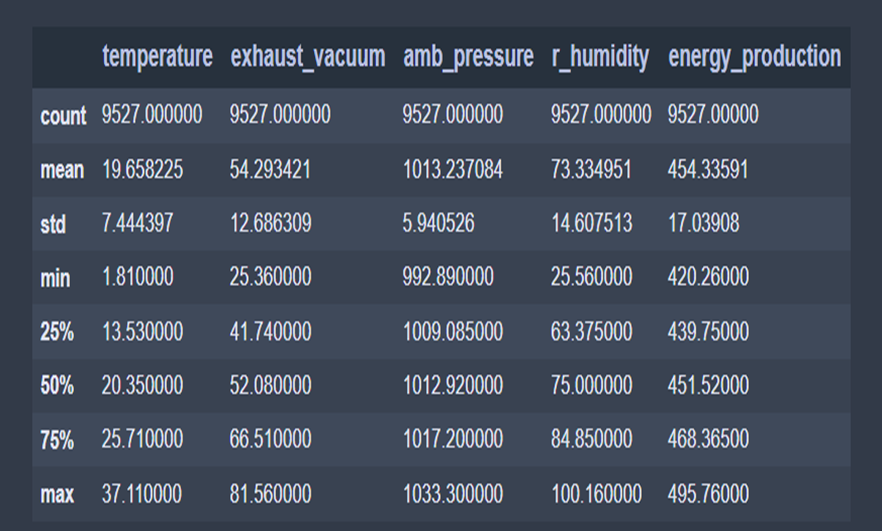 temperature exhaust_vacuum amb_pressure r_humidity energy_production
count 9527.000000 9527.000000 9527.000000 9527.000000 9527.00000
mean 19.658225 54.293421 1013.237084 73.334951 454.33591
std 7.444397 12.686309 5.940526 14.607513 17.03908
min 1.810000 25.360000 992.890000 25.560000 420.26000
25% 13.530000 41.740000 1009.085000 63.375000 439.75000
50% 20.350000 52.080000 1012.920000 75.000000 451.52000
75% 25.710000 66.510000 1017.200000 84.850000 468.36500
max 37.110000 81.560000 1033.300000 100.160000 495.76000